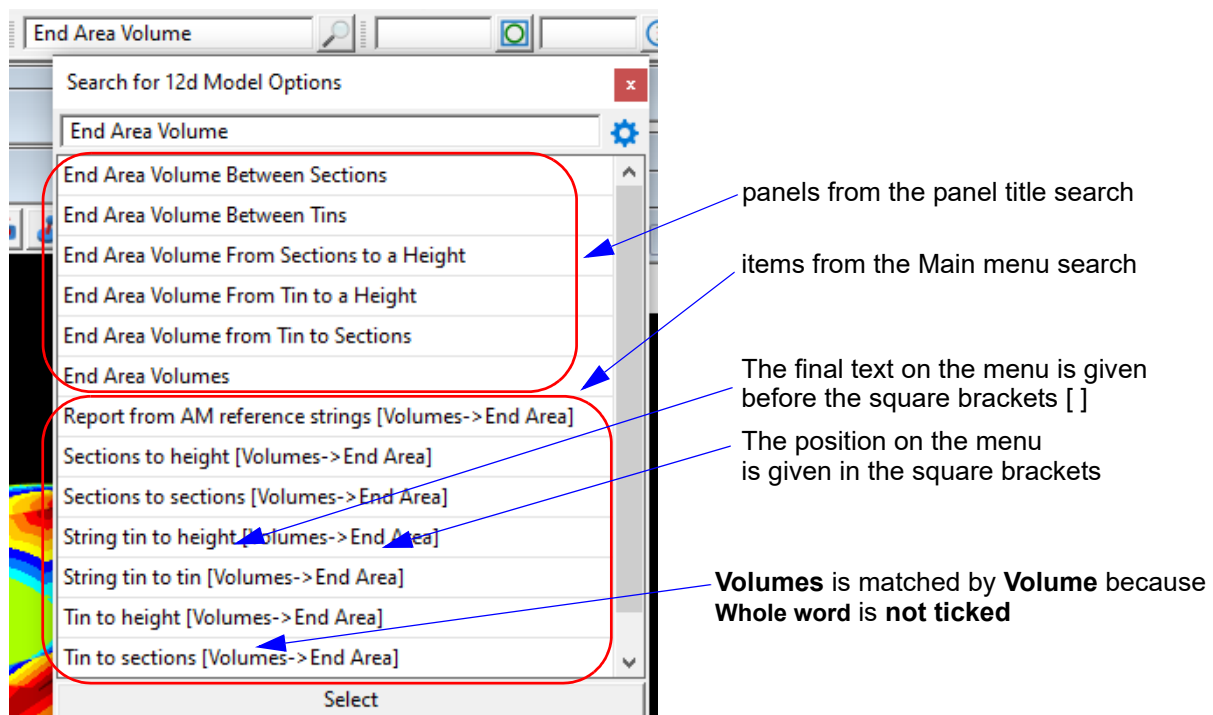 End Area Volume
Search for 12d Model Options
x
End Area Volume
End Area Volume Between Sections
End Area Volume Between Tins
End Area Volume From Sections to a Height
End Area Volume From Tin to a Height
End Area Volume from Tin to Sections
End Area Volumes
Report from AM reference strings [Volumes->End Area]
Sections to height [Volumes->End Area]
Sections to sections [Volumes->End Area]
String tin to height [Volumes->End Area]
String tin to tin [Volumes->End Area]
Tin to height [Volumes->End Area]
Tin to sections [Volumes->End Area]
Select
panels from the panel title search
items from the Main menu search
The final text on the menu is given
before the square brackets [ ]
The position on the menu
is given in the square brackets
Volumes is matched by Volume because
Whole word is not ticked